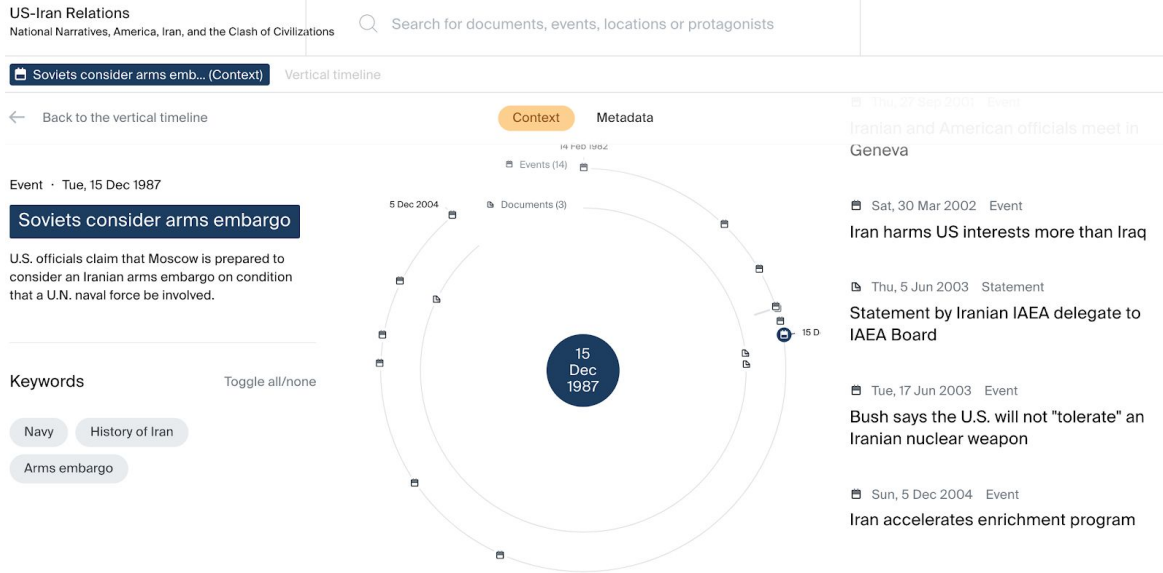 US-Iran Relations
National Narratives, America, Iran, and the Clash of Civilizations
Search for documents, events, locations or protagonists
Soviets consider arms emb... (Context)
Vertical timeline
Back to the vertical timeline
Context
Metadata
Event · Tue, 15 Dec 1987
Soviets consider arms embargo
U.S. officials claim that Moscow is prepared to
consider an Iranian arms embargo on condition
that a U.N. naval force be involved.
Keywords
Toggle all/none
Navy
History of Iran
Arms embargo
14 Feb 1982
Events (14)
5 Dec 2004
Documents (3)
15 D
15
Dec
1987
Thu, 27 Sep 2001 Event
Iranian and American officials meet in
Geneva
Sat, 30 Mar 2002 Event
Iran harms US interests more than Iraq
Thu, 5 Jun 2003 Statement
Statement by Iranian IAEA delegate to
IAEA Board
Tue, 17 Jun 2003 Event
Bush says the U.S. will not "tolerate" an
Iranian nuclear weapon
Sun, 5 Dec 2004 Event
Iran accelerates enrichment program